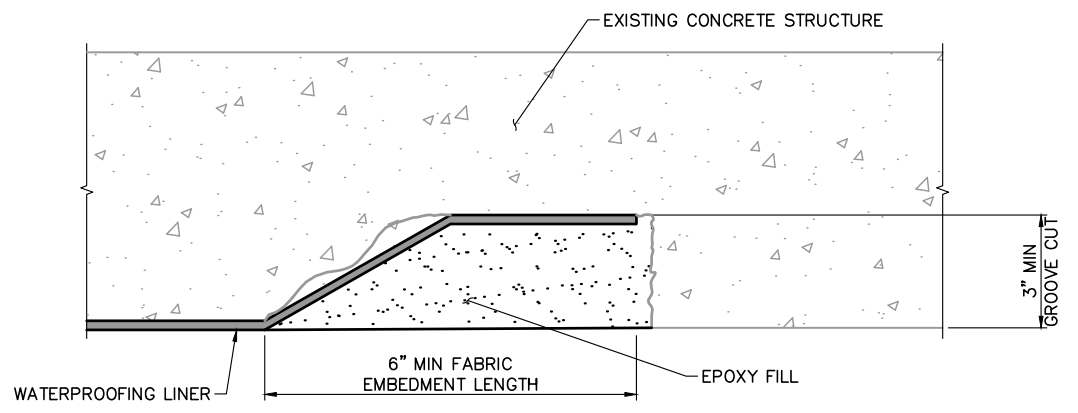 EXISTING CONCRETE STRUCTURE
3" MIN
GROOVE CUT
6" MIN FABRIC
EMBEDMENT LENGTH
EPOXY FILL
WATERPROOFING LINER